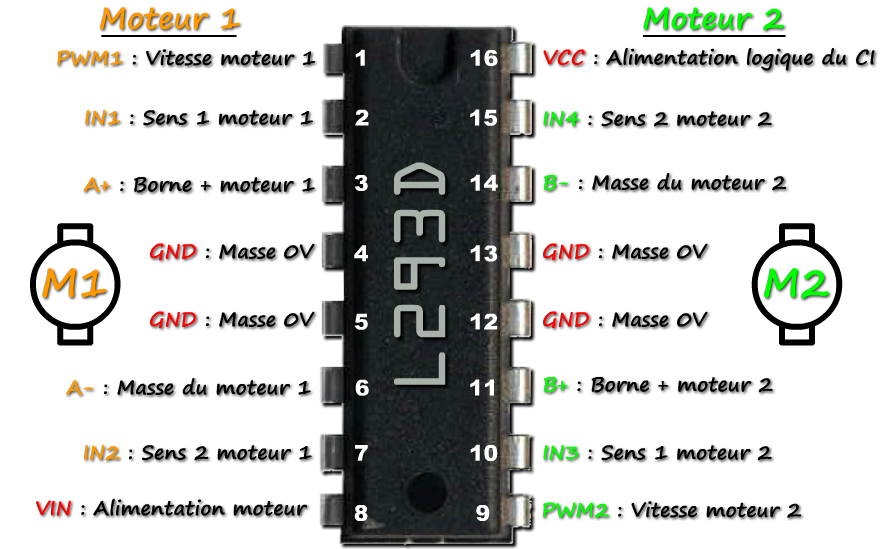 Moteur 1
Moteur 2
PWM1 : Vitesse moteur 1
1
16
VCC : Alimentation logique du CI
IN1 : Sens 1 moteur 1
2
15
IN4 : Sens 2 moteur 2
A+ : Borne + moteur 1
3
14
B- : Masse du moteur 2
GND : Masse 0V
4
13
GND : Masse 0V
M1
L293D
M2
GND : Masse 0V
5
12
GND : Masse 0V
A- : Masse du moteur 1
6
11
B+ : Borne + moteur 2
IN2 : Sens 2 moteur 1
7
10
IN3 : Sens 1 moteur 2
VIN : Alimentation moteur
8
9
PWM2 : Vitesse moteur 2